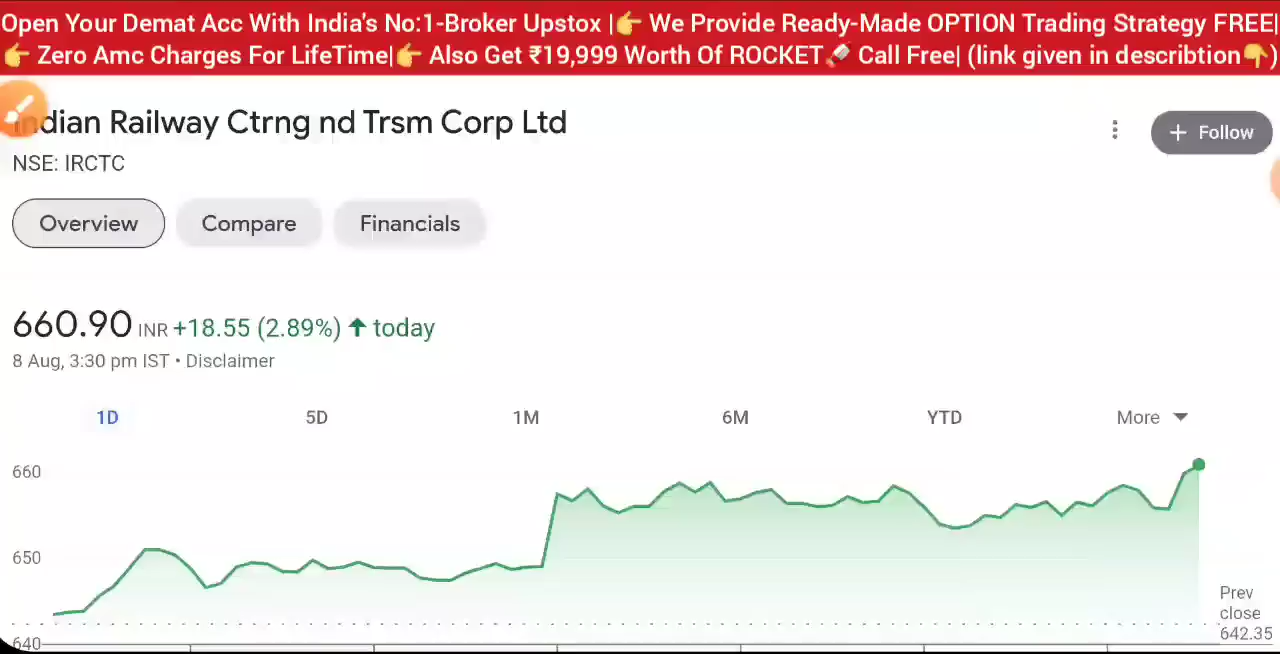 Open Your Demat Acc With India's No:1-Broker Upstox |👉 We Provide Ready-Made OPTION Trading Strategy FREE|
👉 Zero Amc Charges For LifeTime|👉 Also Get ₹19,999 Worth Of ROCKET🚀 Call Free| (link given in describtion👇)
Indian Railway Ctrng nd Trsm Corp Ltd
+ Follow
NSE: IRCTC
Overview
Compare
Financials
660.90 INR +18.55 (2.89%) ↑ today
8 Aug, 3:30 pm IST • Disclaimer
1D
5D
1M
6M
YTD
More
660
650
Prev
close
642.35
640